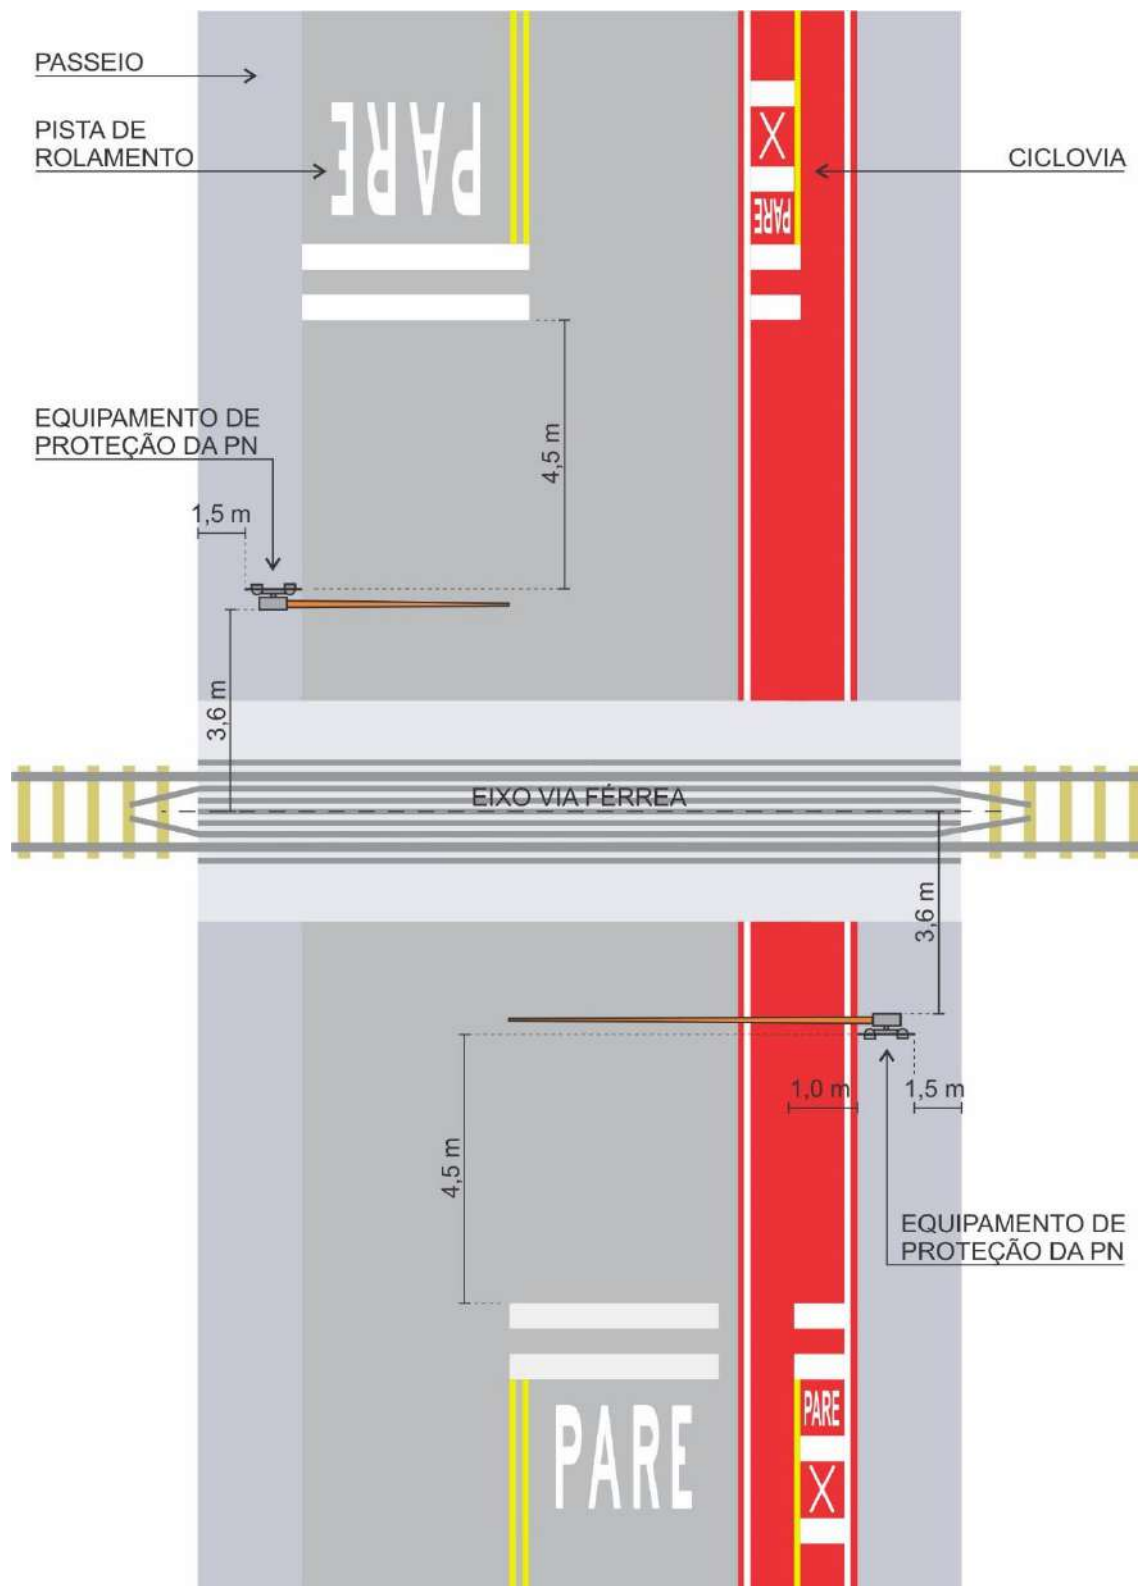 PASSEIO
PISTA DE
ROLAMENTO
PARE
X
PARE
CICLOVIA
EQUIPAMENTO DE
PROTEÇÃO DA PN
4,5 m
1,5 m
3,6 m
EIXO VIA FÉRREA
3,6 m
1,0 m
1,5 m
4,5 m
EQUIPAMENTO DE
PROTEÇÃO DA PN
PARE
PARE
X